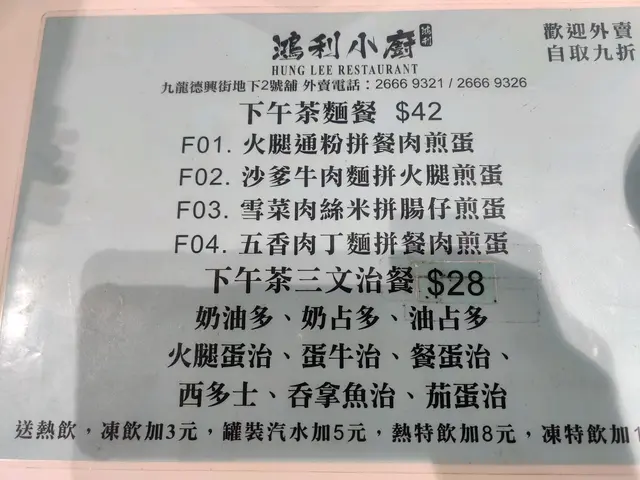 鴻利小廚 鴻利
歡迎外賣
自取九折
HUNG LEE RESTAURANT
九龍德興街地下2號舖 外賣電話：2666 9321 / 2666 9326
下午茶麵餐 $42
F01. 火腿通粉拼餐肉煎蛋
F02. 沙爹牛肉麵拼火腿煎蛋
F03. 雪菜肉絲米拼腸仔煎蛋
F04. 五香肉丁麵拼餐肉煎蛋
下午茶三文治餐 $28
奶油多、奶占多、油占多
火腿蛋治、蛋牛治、餐蛋治、
西多士、吞拿魚治、茄蛋治
送熱飲，凍飲加3元，罐裝汽水加5元，熱特飲加8元，凍特飲加1